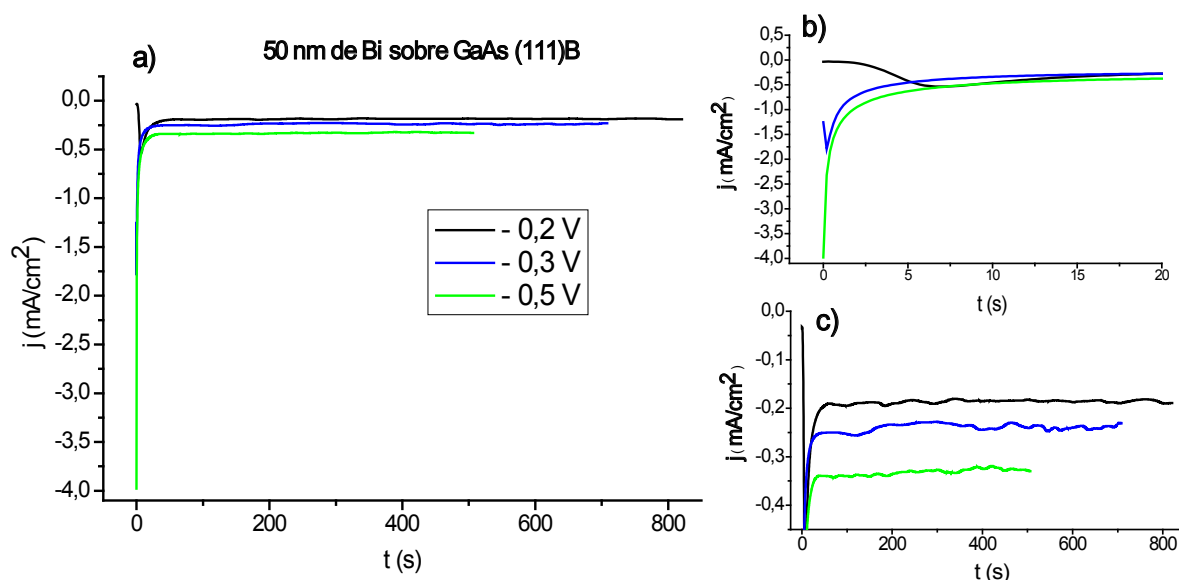 a)
50 nm de Bi sobre GaAs (111)B
0,0
-0,5
-1,0
-1,5
-2,0
-2,5
-3,0
-3,5
-4,0
j (mA/cm²)
0 200 400 600 800
t (s)
- 0,2 V
- 0,3 V
- 0,5 V
b)
0,5
0,0
-0,5
-1,0
-1,5
-2,0
-2,5
-3,0
-3,5
-4,0
j (mA/cm²)
0 5 10 15 20
t (s)
c)
0,0
-0,1
-0,2
-0,3
-0,4
j (mA/cm²)
0 200 400 600 800
t (s)